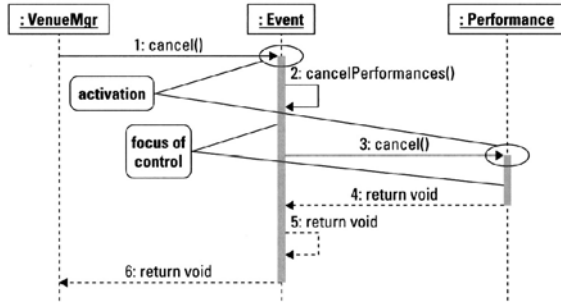 : VenueMgr
: Event
: Performance
1: cancel()
2: cancelPerformances()
activation
focus of
control
3: cancel()
4: return void
5: return void
6: return void